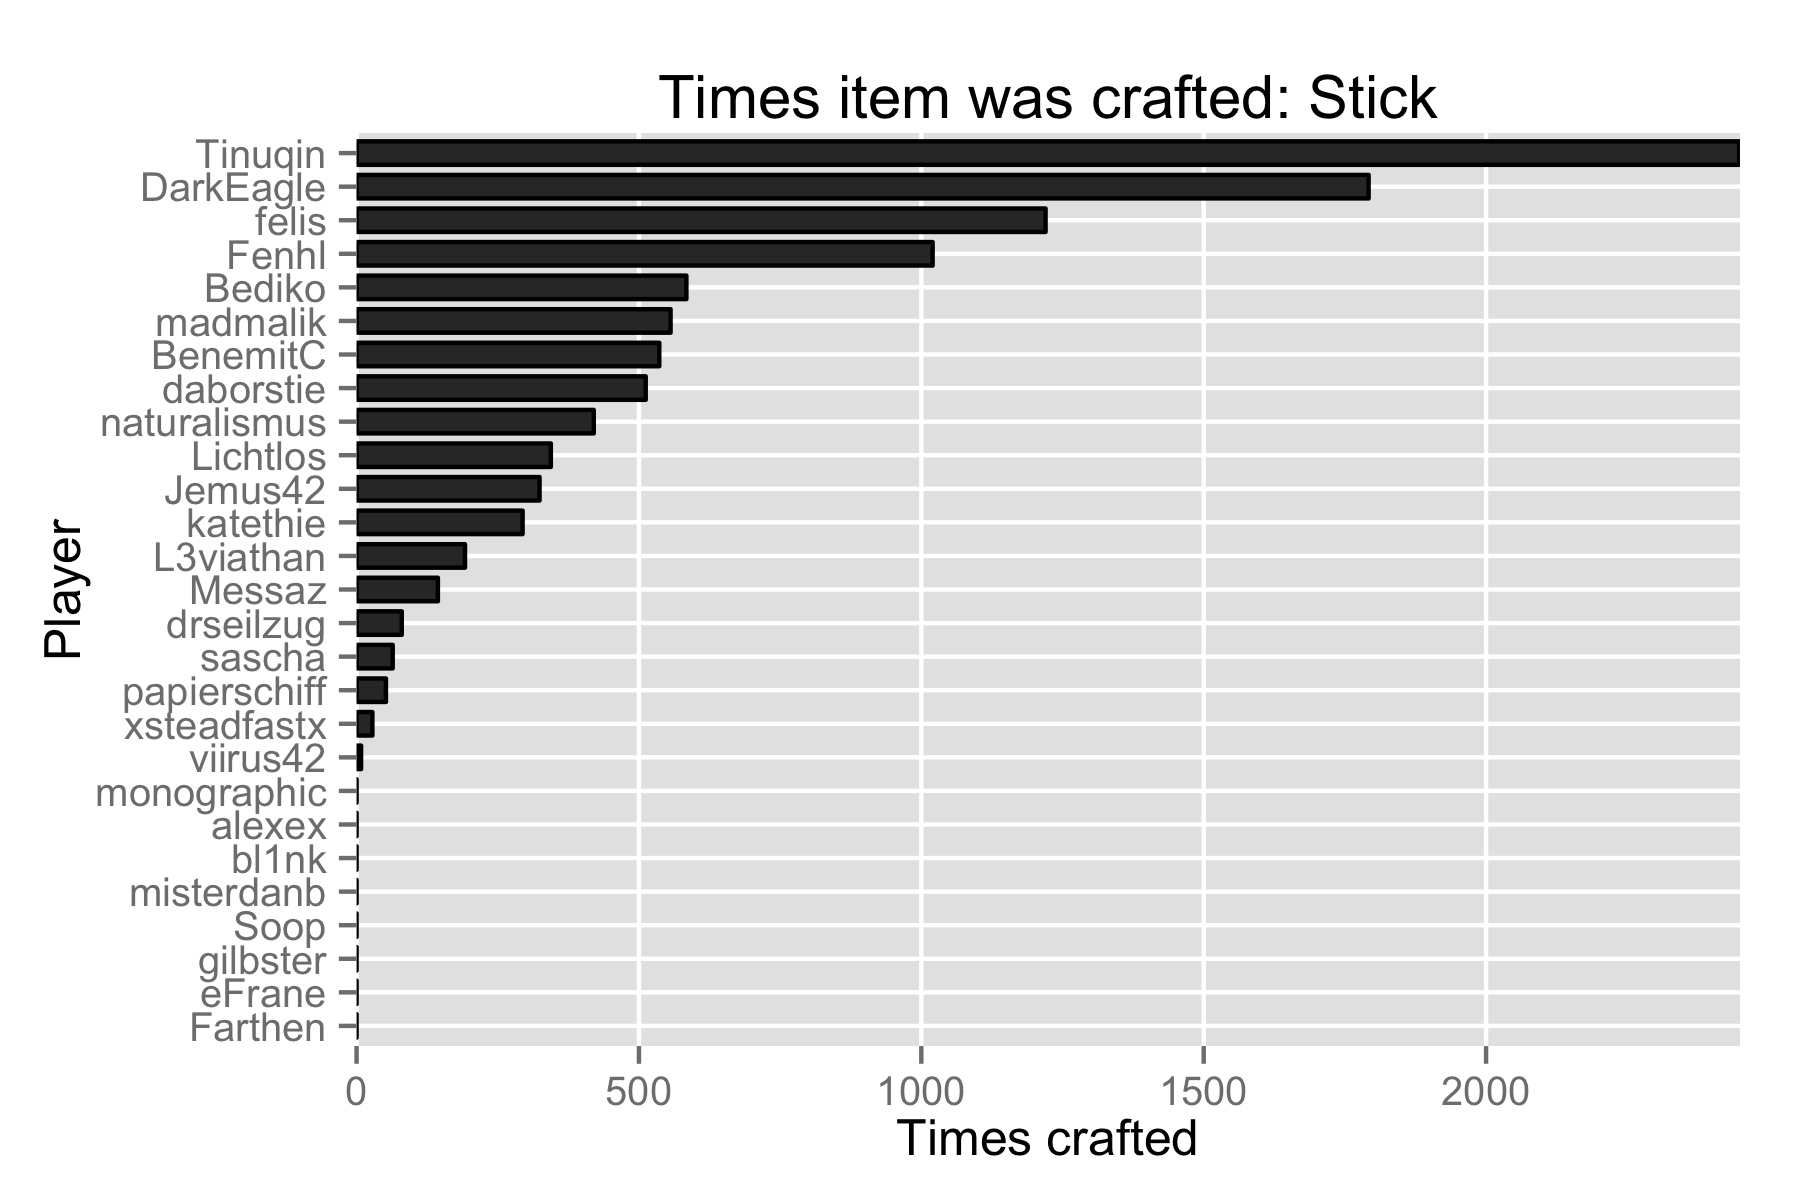 Times item was crafted: Stick
Tinuqin
DarkEagle
felis
Fenhl
Bediko
madmalik
BenemitC
daborstie
naturalismus
Lichtlos
Jemus42
katethie
L3viathan
Messaz
drseilzug
sascha
papierschiff
xsteadfastx
viirus42
monographic
alexex
bl1nk
misterdanb
Soop
gilbster
eFrane
Farthen
Player
0 500 1000 1500 2000
Times crafted